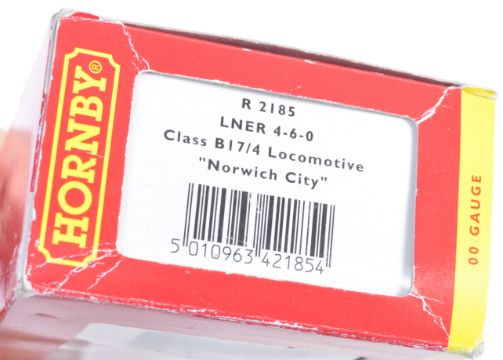 HORNBY®
R 2185
LNER 4-6-0
Class B17/4 Locomotive
"Norwich City"
5 010963 421854
00 GAUGE